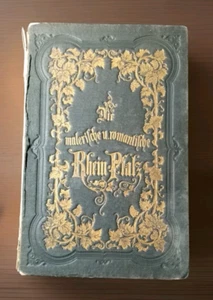 Die
malerische u. romantische
Rhein-Pfalz